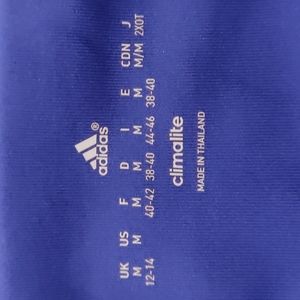 adidas®
UK US F D I E CDN J
M M M M M M M/M 2XOT
12-14 40-42 38-40 44-46 38-40
climalite
MADE IN THAILAND